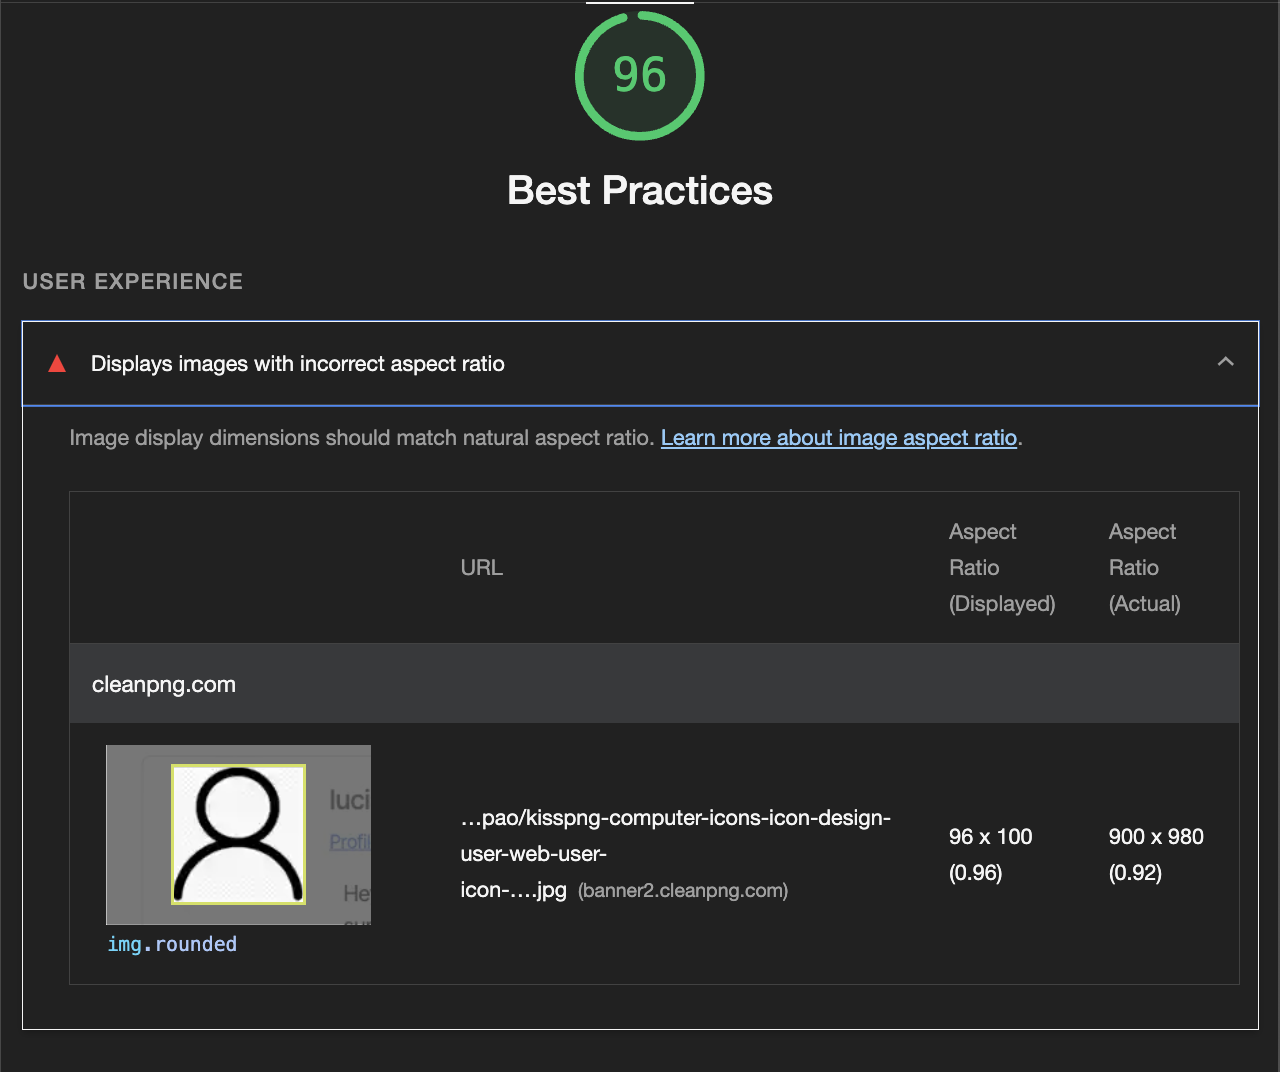 96
Best Practices
USER EXPERIENCE
Displays images with incorrect aspect ratio
Image display dimensions should match natural aspect ratio. Learn more about image aspect ratio.
URL
Aspect
Ratio
(Displayed)
Aspect
Ratio
(Actual)
cleanpng.com
luci
Profil
He
img.rounded
…pao/kisspng-computer-icons-icon-design-
user-web-user-
icon-….jpg (banner2.cleanpng.com)
96 x 100
(0.96)
900 x 980
(0.92)